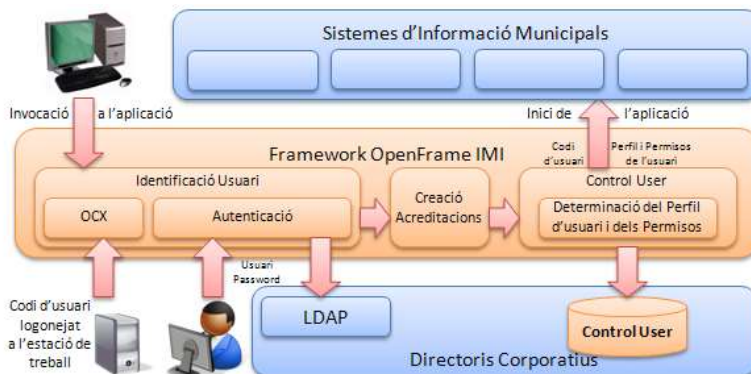 Sistemes d'Informació Municipals
Invocació a l'aplicació
Inici de l'aplicació
Framework OpenFrame IMI
Codi
d'usuari
Perfil i Permisos
de l'usuari
Identificació Usuari
OCX
Autenticació
Creació
Acreditacions
Control User
Determinació del Perfil
d'usuari i dels Permisos
Usuari
Password
Codi d'usuari
logonejat
a l'estació de
treball
LDAP
Control User
Directoris Corporatius